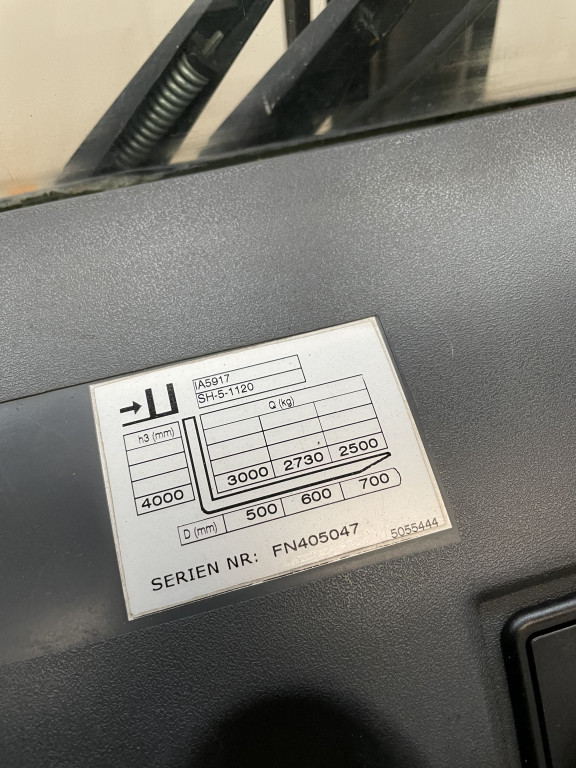 IA5917
SH-5-1120
h3 (mm)
Q (kg)
4000
3000 2730 2500
D (mm) 500 600 700
SERIEN NR: FN405047
5055444